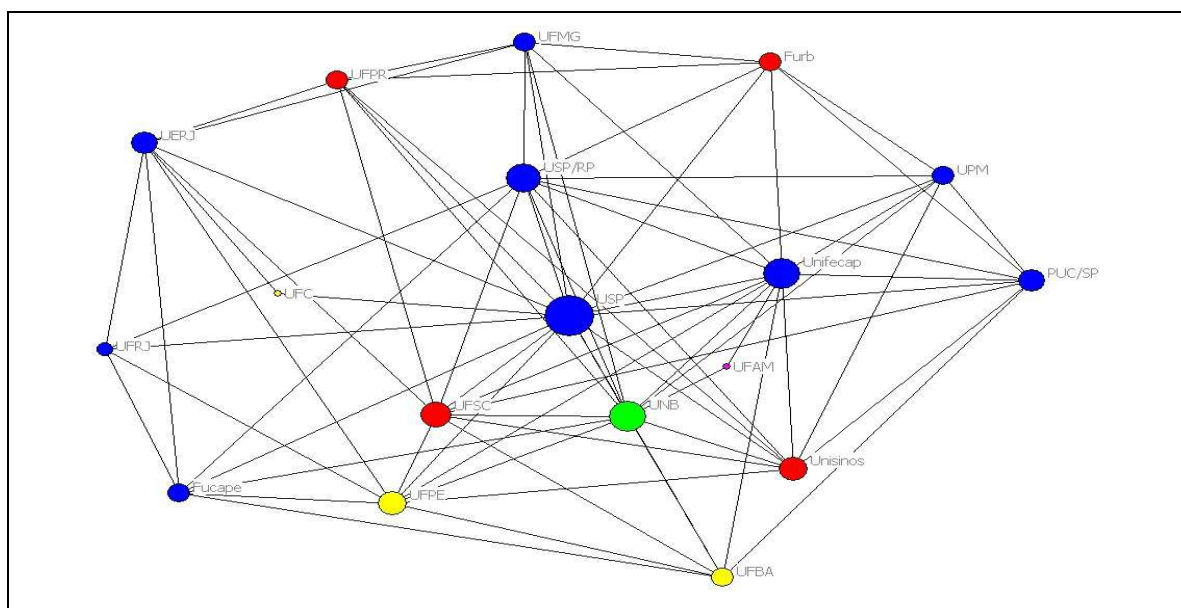 UFMG
Furb
UFPR
UERJ
USP/RP
UPM
Unifecap
PUC/SP
UFC
USP
UFRJ
UFAM
UFSC
UNB
Unisinos
Fucape
UFPE
UFBA